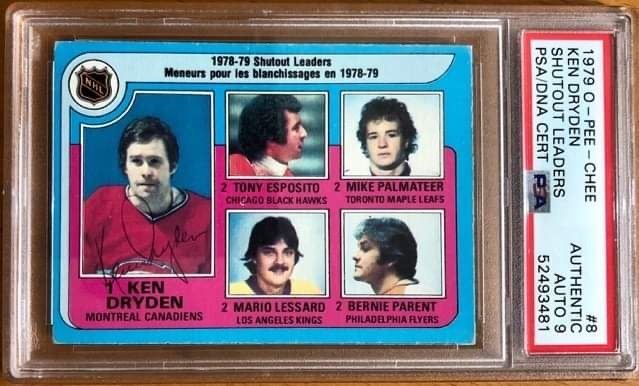 1978-79 Shutout Leaders
Meneurs pour les blanchissages en 1978-79
NHL
2 TONY ESPOSITO
CHICAGO BLACK HAWKS
2 MIKE PALMATEER
TORONTO MAPLE LEAFS
Ken Dryden
KEN
DRYDEN
MONTREAL CANADIENS
2 MARIO LESSARD
LOS ANGELES KINGS
2 BERNIE PARENT
PHILADELPHIA FLYERS
1979 O-PEE-CHEE #8
KEN DRYDEN
SHUTOUT LEADERS AUTHENTIC
AUTO 9
PSA/DNA CERT 52493481
PSA